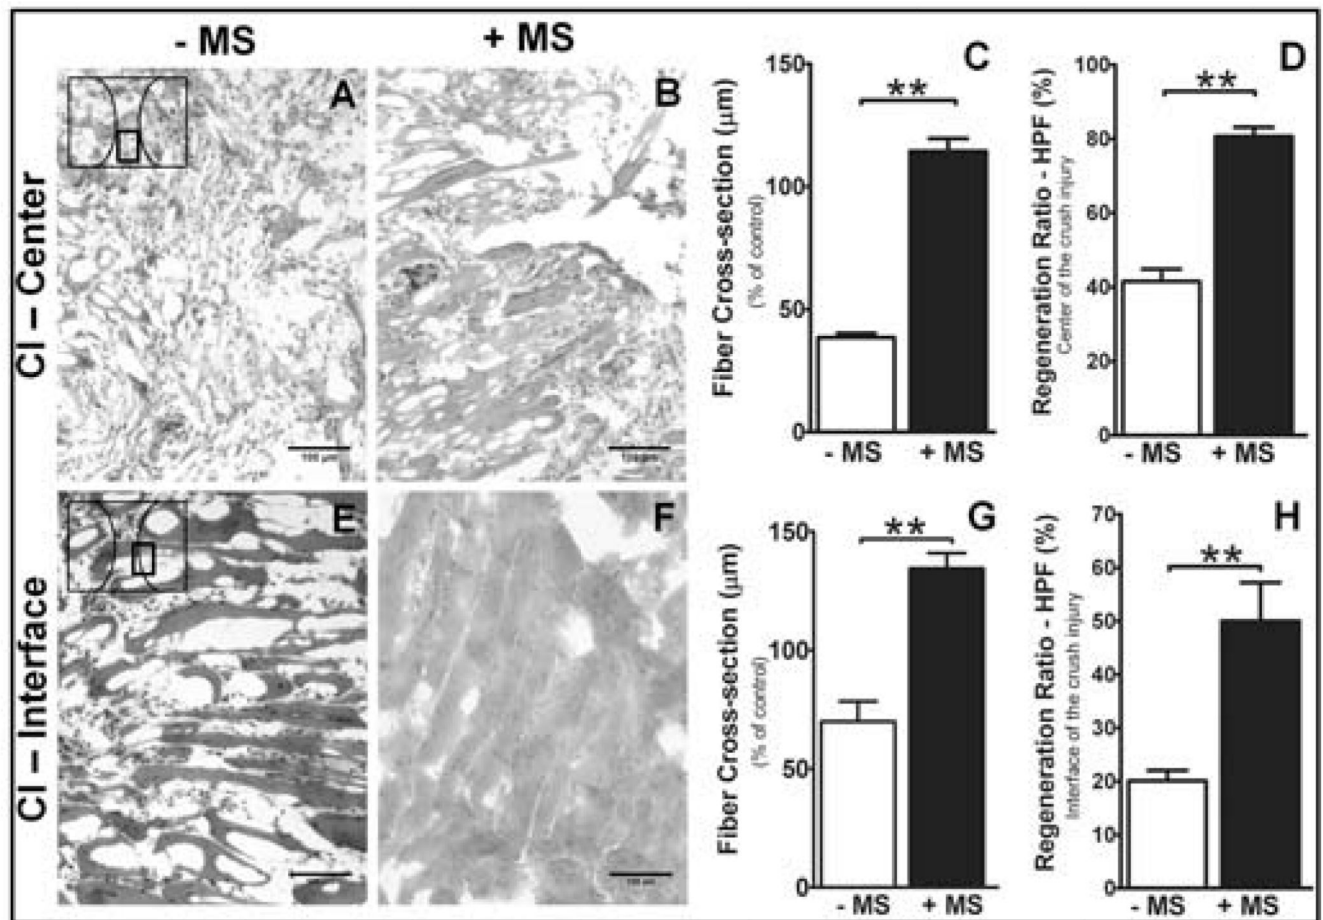 - MS
+ MS
CI – Center
A
100 µm
B
C
Fiber Cross-section (µm)
(% of control)
150
100
50
0
**
- MS
+ MS
D
Regeneration Ratio - HPF (%)
Center of the crush injury
100
80
60
40
20
0
**
- MS
+ MS
CI – Interface
E
F
G
Fiber Cross-section (µm)
(% of control)
150
100
50
0
**
- MS
+ MS
H
Regeneration Ratio - HPF (%)
Interface of the crush injury
70
60
50
40
30
20
10
0
**
- MS
+ MS